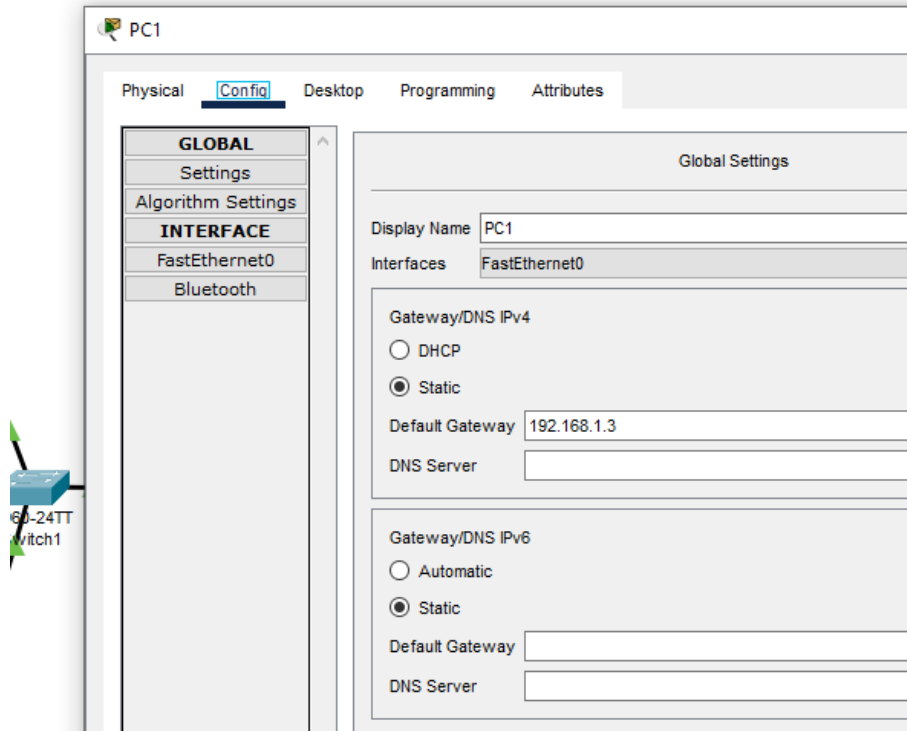 PC1
Physical Config Desktop Programming Attributes
GLOBAL
Settings
Algorithm Settings
INTERFACE
FastEthernet0
Bluetooth
Global Settings
Display Name PC1
Interfaces FastEthernet0
Gateway/DNS IPv4
DHCP
Static
Default Gateway 192.168.1.3
DNS Server
Gateway/DNS IPv6
Automatic
Static
Default Gateway
DNS Server
60-24TT
witch1